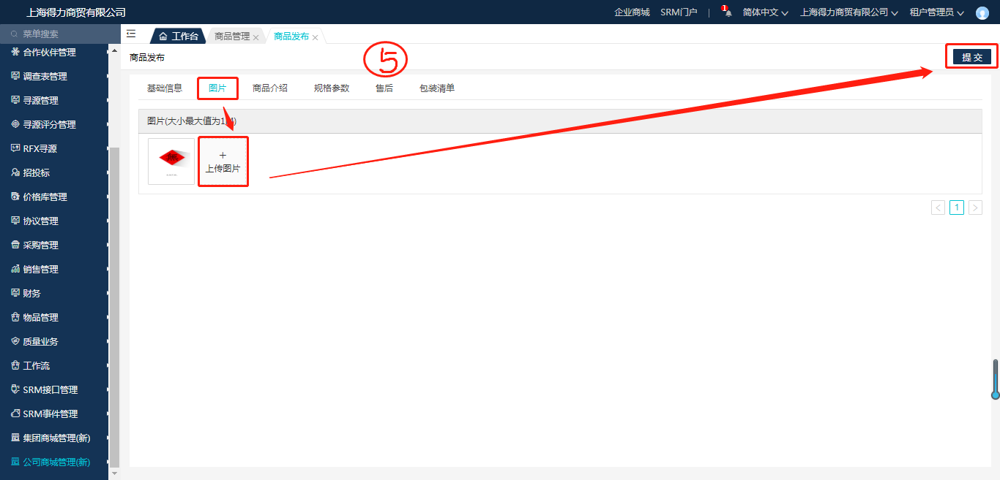 上海得力商贸有限公司
企业商城 SRM门户 | 1 简体中文 上海得力商贸有限公司 租户管理员
菜单搜索
工作台 商品管理 × 商品发布 ×
商品发布
⑤
提交
基础信息 图片 商品介绍 规格参数 售后 包装清单
图片(大小最大值为1M)
+
上传图片
< 1 >
合作伙伴管理
调查表管理
寻源管理
寻源评分管理
RFX寻源
招投标
价格库管理
协议管理
采购管理
销售管理
财务
物品管理
质量业务
工作流
SRM接口管理
SRM事件管理
集团商城管理(新)
公司商城管理(新)